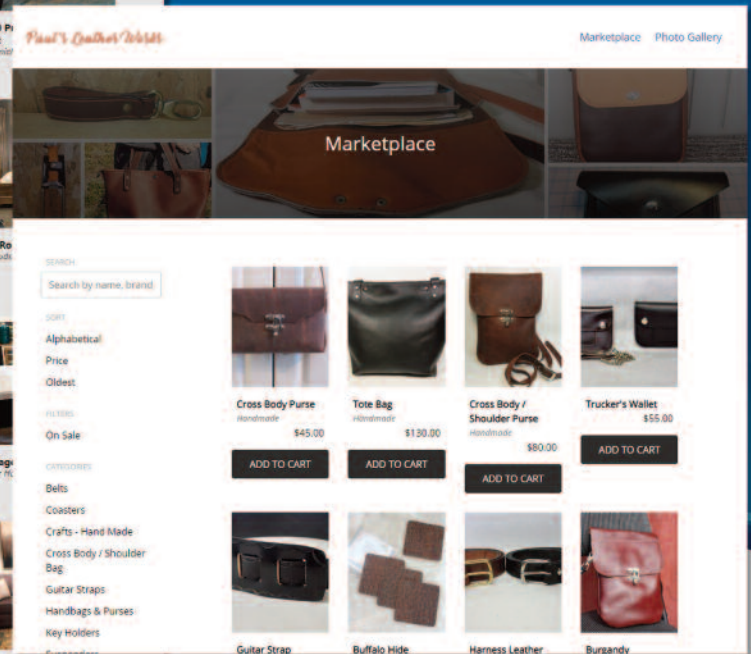 Paul's Leather Works
Marketplace Photo Gallery
Marketplace
SEARCH
Search by name, brand
SORT
Alphabetical
Price
Oldest
FILTERS
On Sale
CATEGORIES
Belts
Coasters
Crafts - Hand Made
Cross Body / Shoulder
Bag
Guitar Straps
Handbags & Purses
Key Holders
Suspenders
Cross Body Purse
Handmade
$45.00
ADD TO CART
Tote Bag
Handmade
$130.00
ADD TO CART
Cross Body /
Shoulder Purse
Handmade
$80.00
ADD TO CART
Trucker's Wallet
$55.00
ADD TO CART
Guitar Strap
Buffalo Hide
Harness Leather
Burgandy